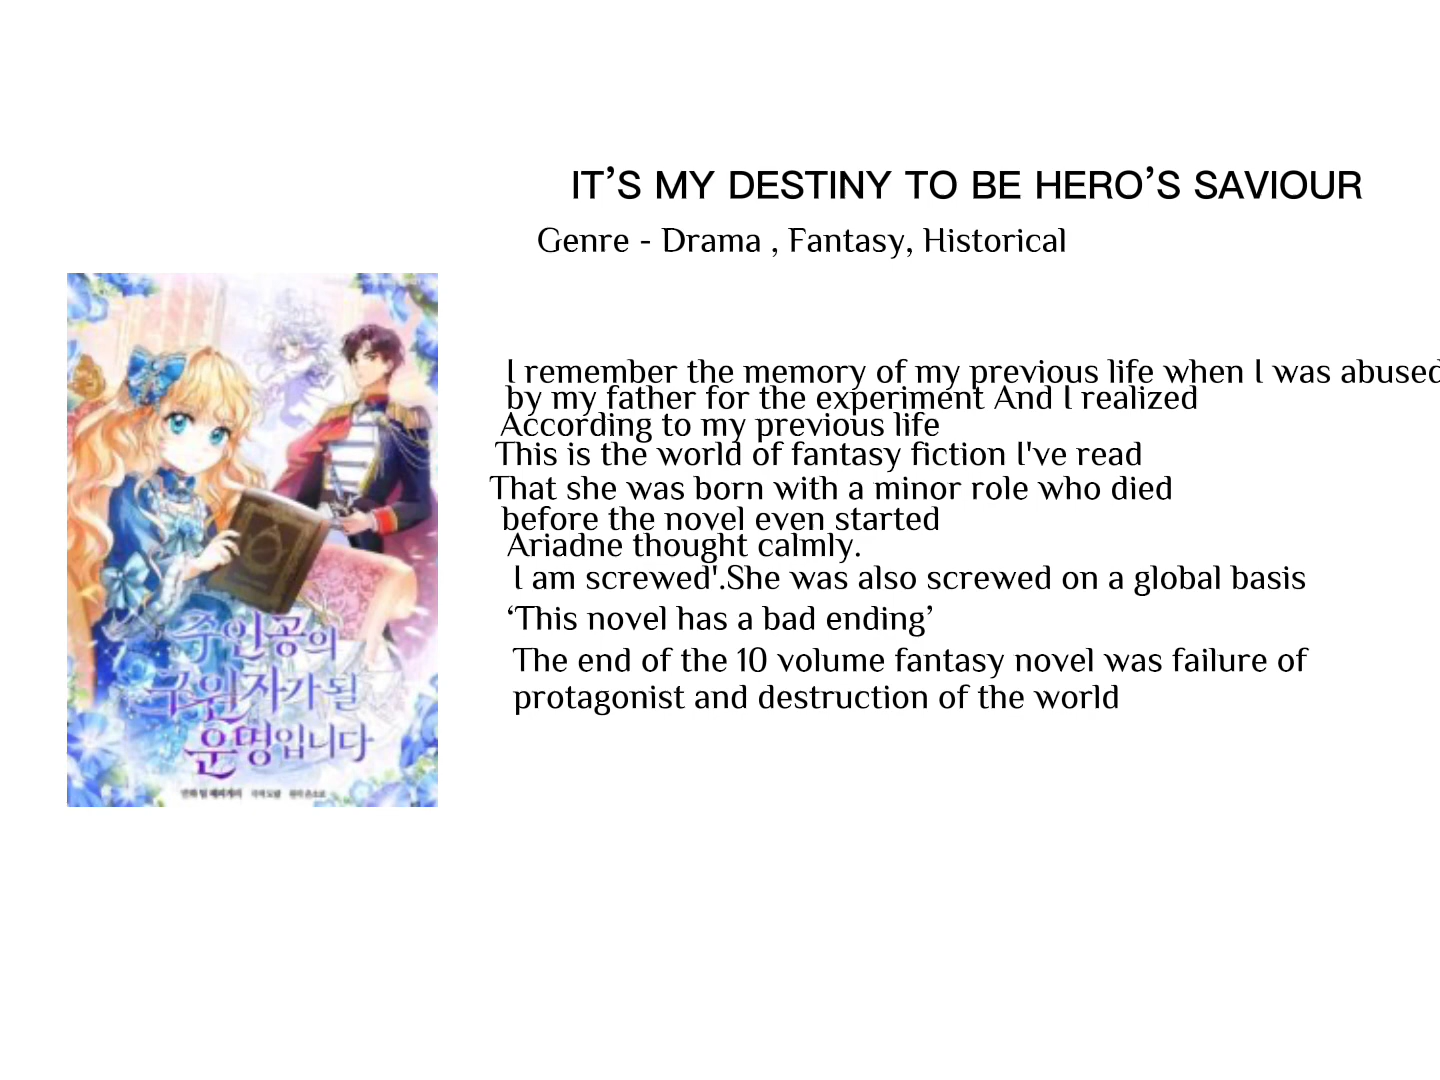 IT’S MY DESTINY TO BE HERO’S SAVIOUR
Genre - Drama , Fantasy, Historical
I remember the memory of my previous life when I was abused
by my father for the experiment And I realized
According to my previous life
This is the world of fantasy fiction I've read
That she was born with a minor role who died
before the novel even started
Ariadne thought calmly.
I am screwed'.She was also screwed on a global basis
‘This novel has a bad ending’
The end of the 10 volume fantasy novel was failure of
protagonist and destruction of the world
주인공의
구원자가 될
운명입니다